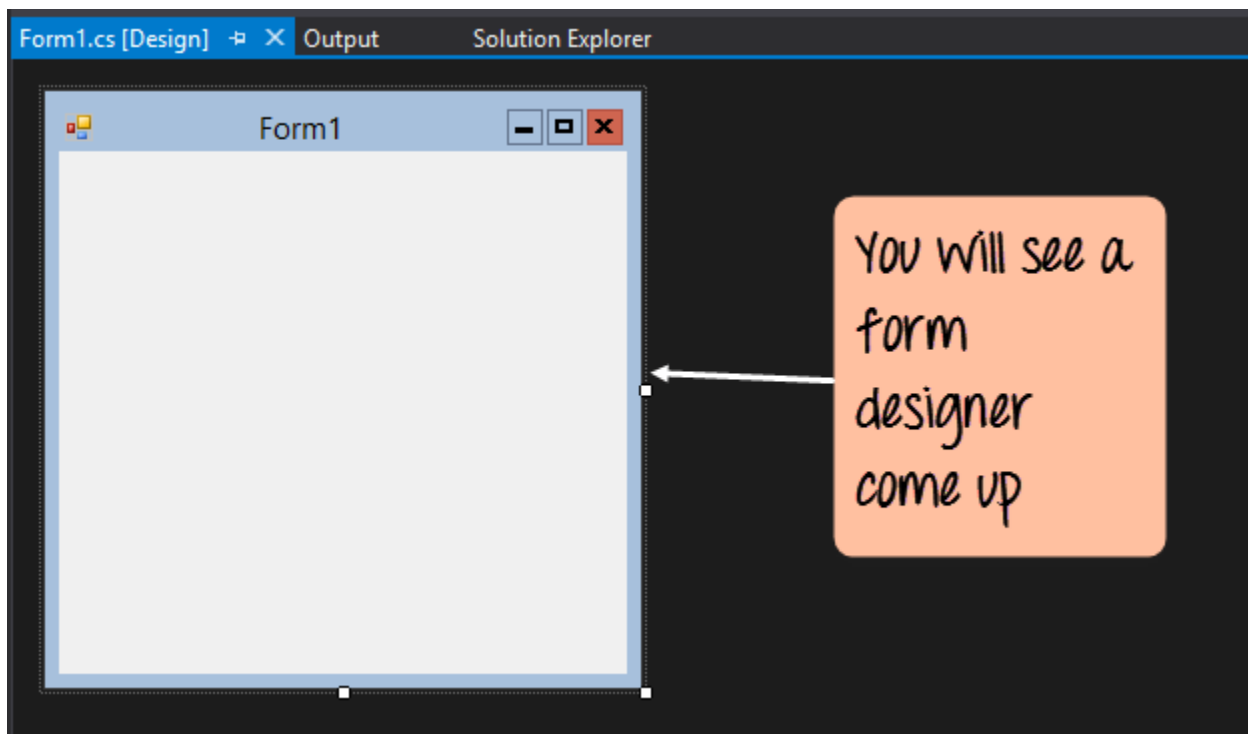 Form1.cs [Design] Output Solution Explorer
Form1
You will see a
form
designer
come up